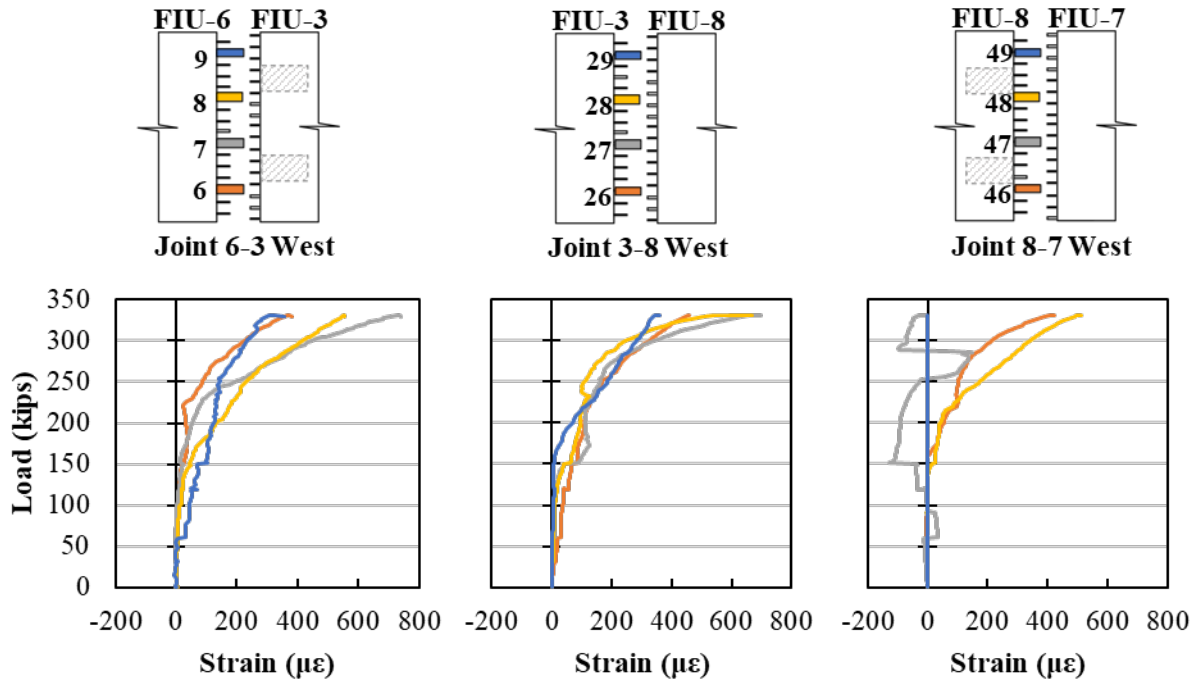 FIU-6 FIU-3
9
8
7
6
Joint 6-3 West
FIU-3 FIU-8
29
28
27
26
Joint 3-8 West
FIU-8 FIU-7
49
48
47
46
Joint 8-7 West
Load (kips)
350
300
250
200
150
100
50
0
-200 0 200 400 600 800
Strain (με)
-200 0 200 400 600 800
Strain (με)
-200 0 200 400 600 800
Strain (με)